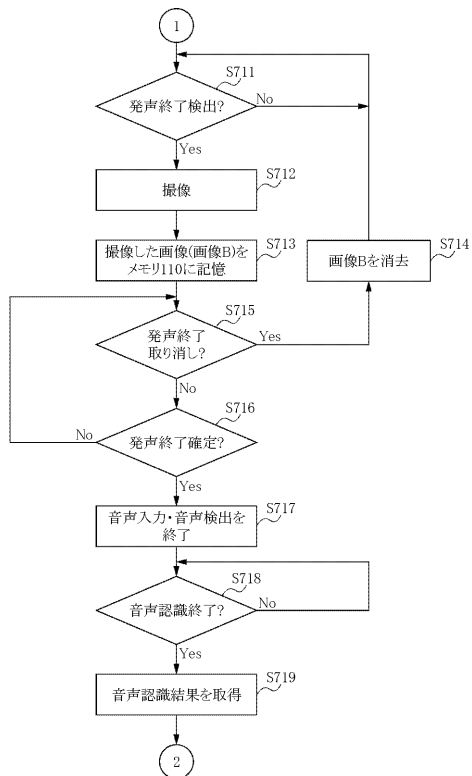 1
S711
発声終了検出?
No
Yes
S712
撮像
S713
撮像した画像(画像B)を
メモリ110に記憶
S714
画像Bを消去
S715
発声終了
取り消し?
Yes
No
S716
発声終了確定?
No
Yes
S717
音声入力・音声検出を
終了
S718
音声認識終了?
No
Yes
S719
音声認識結果を取得
2